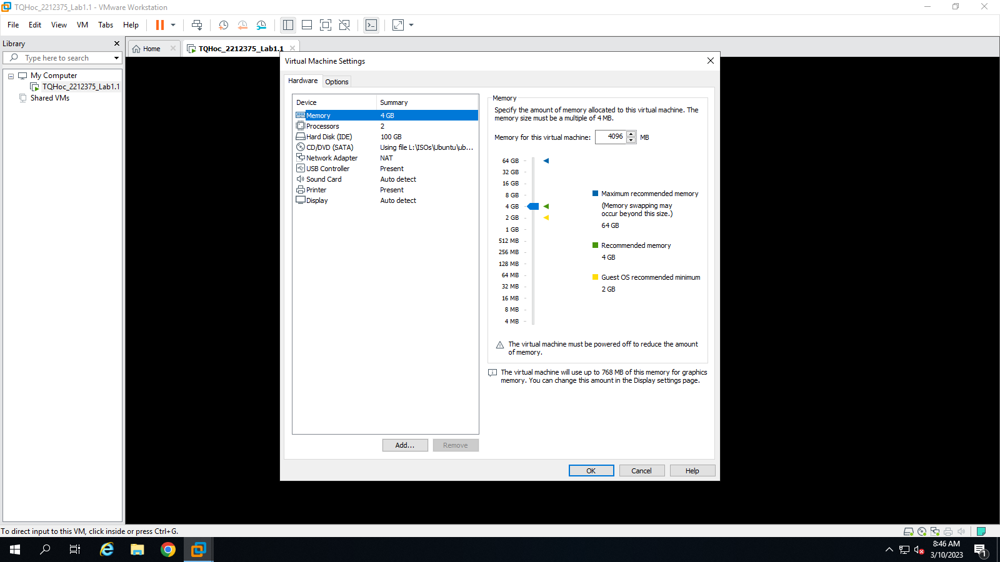 TQHoc_2212375_Lab1.1 - VMware Workstation
File Edit View VM Tabs Help
Library
Type here to search
My Computer
TQHoc_2212375_Lab1.1
Shared VMs
Home
TQHoc_2212375_Lab1.1
Virtual Machine Settings
Hardware Options
Device Summary
Memory 4 GB
Processors 2
Hard Disk (IDE) 100 GB
CD/DVD (SATA) Using file L:\ISOs\Ubuntu\ub...
Network Adapter NAT
USB Controller Present
Sound Card Auto detect
Printer Present
Display Auto detect
Add... Remove
Memory
Specify the amount of memory allocated to this virtual machine. The
memory size must be a multiple of 4 MB.
Memory for this virtual machine: 4096 MB
64 GB
32 GB
16 GB
8 GB
4 GB
2 GB
1 GB
512 MB
256 MB
128 MB
64 MB
32 MB
16 MB
8 MB
4 MB
Maximum recommended memory
(Memory swapping may
occur beyond this size.)
64 GB
Recommended memory
4 GB
Guest OS recommended minimum
2 GB
The virtual machine must be powered off to reduce the amount
of memory.
The virtual machine will use up to 768 MB of this memory for graphics
memory. You can change this amount in the Display settings page.
OK Cancel Help
To direct input to this VM, click inside or press Ctrl+G.
8:46 AM
3/10/2023
1